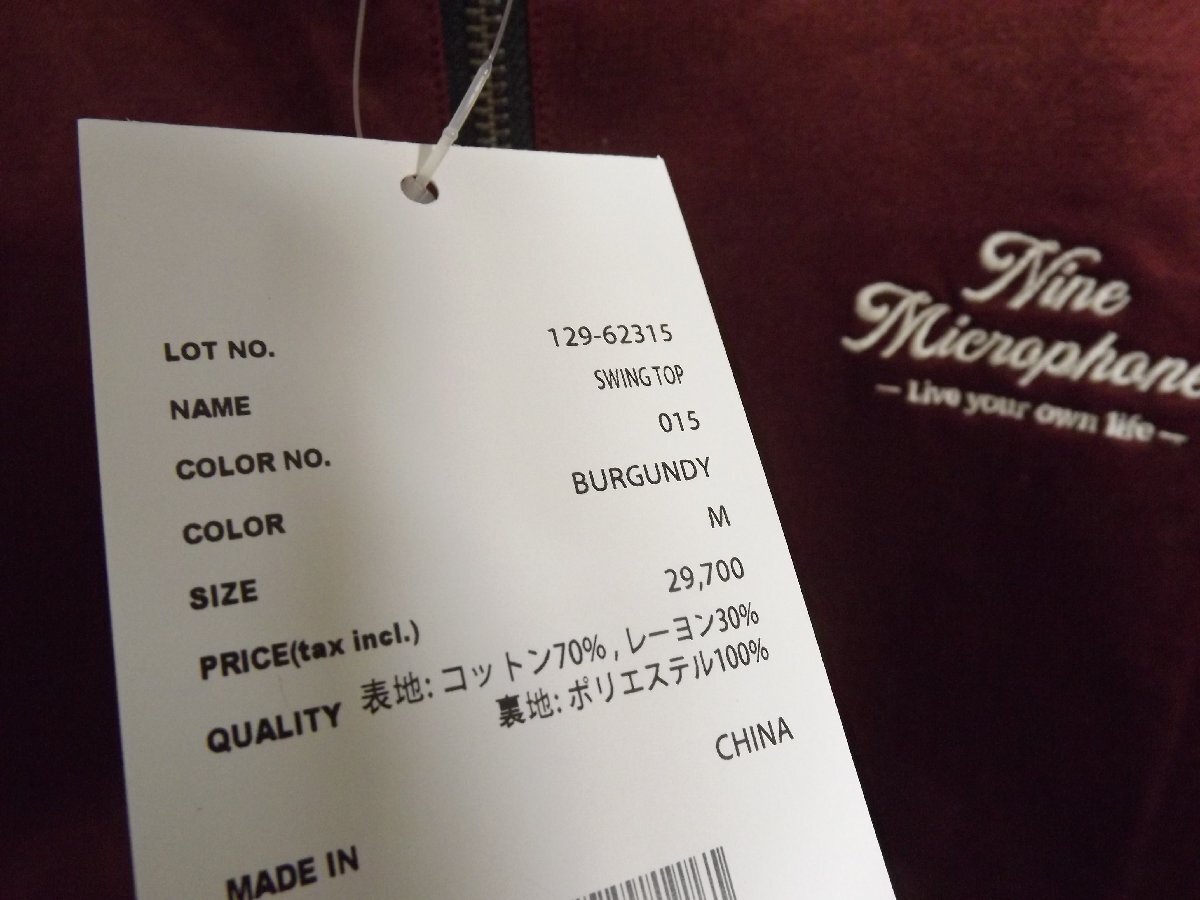 LOT NO. 129-62315
NAME SWING TOP
COLOR NO. 015
COLOR BURGUNDY
SIZE M
PRICE(tax incl.) 29,700
QUALITY 表地: コットン70% , レーヨン30%
裏地: ポリエステル100%
MADE IN CHINA
Nine
Microphone
— Live your own life —